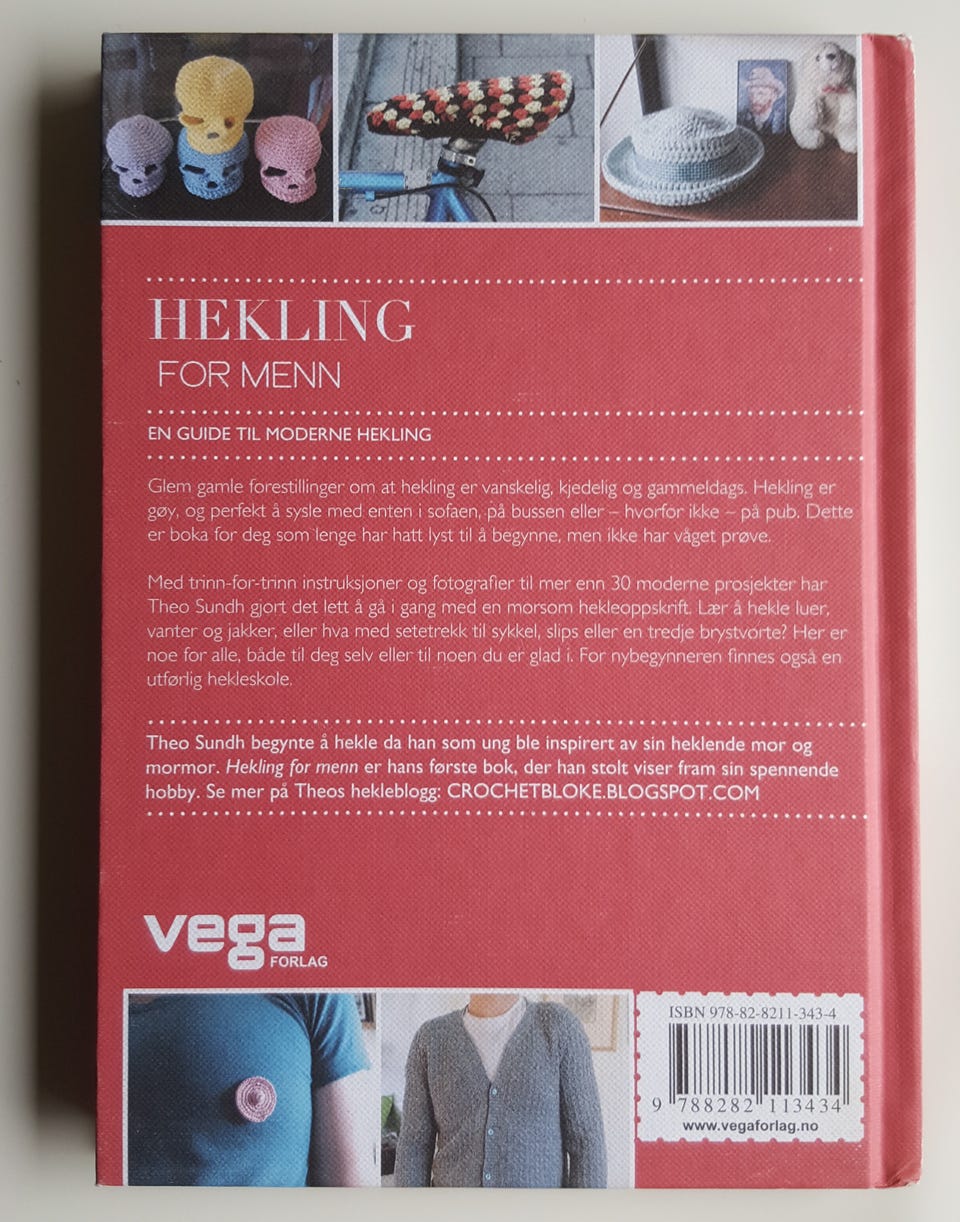 HEKLING
FOR MENN
EN GUIDE TIL MODERNE HEKLING
Glem gamle forestillinger om at hekling er vanskelig, kjedelig og gammeldags. Hekling er
gøy, og perfekt å sysle med enten i sofaen, på bussen eller – hvorfor ikke – på pub. Dette
er boka for deg som lenge har hatt lyst til å begynne, men ikke har våget prøve.
Med trinn-for-trinn instruksjoner og fotografier til mer enn 30 moderne prosjekter har
Theo Sundh gjort det lett å gå i gang med en morsom hekleoppskrift. Lær å hekle luer,
vanter og jakker, eller hva med setetrekk til sykkel, slips eller en tredje brystvorte? Her er
noe for alle, både til deg selv eller til noen du er glad i. For nybegynneren finnes også en
utførlig hekleskole.
Theo Sundh begynte å hekle da han som ung ble inspirert av sin heklende mor og
mormor. Hekling for menn er hans første bok, der han stolt viser fram sin spennende
hobby. Se mer på Theos hekleblogg: CROCHETBLOKE.BLOGSPOT.COM
vega
FORLAG
ISBN 978-82-8211-343-4
9 788282 113434
www.vegaforlag.no